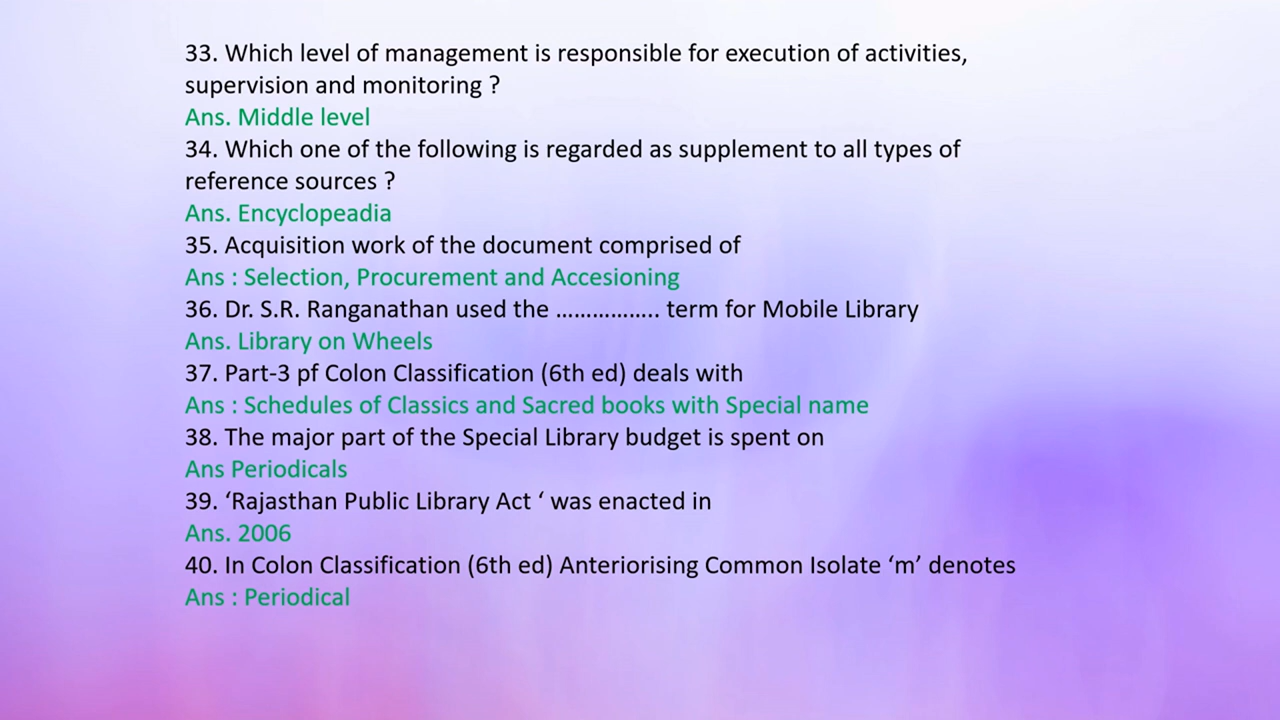 33. Which level of management is responsible for execution of activities,
supervision and monitoring ?
Ans. Middle level
34. Which one of the following is regarded as supplement to all types of
reference sources ?
Ans. Encyclopeadia
35. Acquisition work of the document comprised of
Ans : Selection, Procurement and Accesioning
36. Dr. S.R. Ranganathan used the …………….. term for Mobile Library
Ans. Library on Wheels
37. Part-3 pf Colon Classification (6th ed) deals with
Ans : Schedules of Classics and Sacred books with Special name
38. The major part of the Special Library budget is spent on
Ans Periodicals
39. ‘Rajasthan Public Library Act ‘ was enacted in
Ans. 2006
40. In Colon Classification (6th ed) Anteriorising Common Isolate ‘m’ denotes
Ans : Periodical